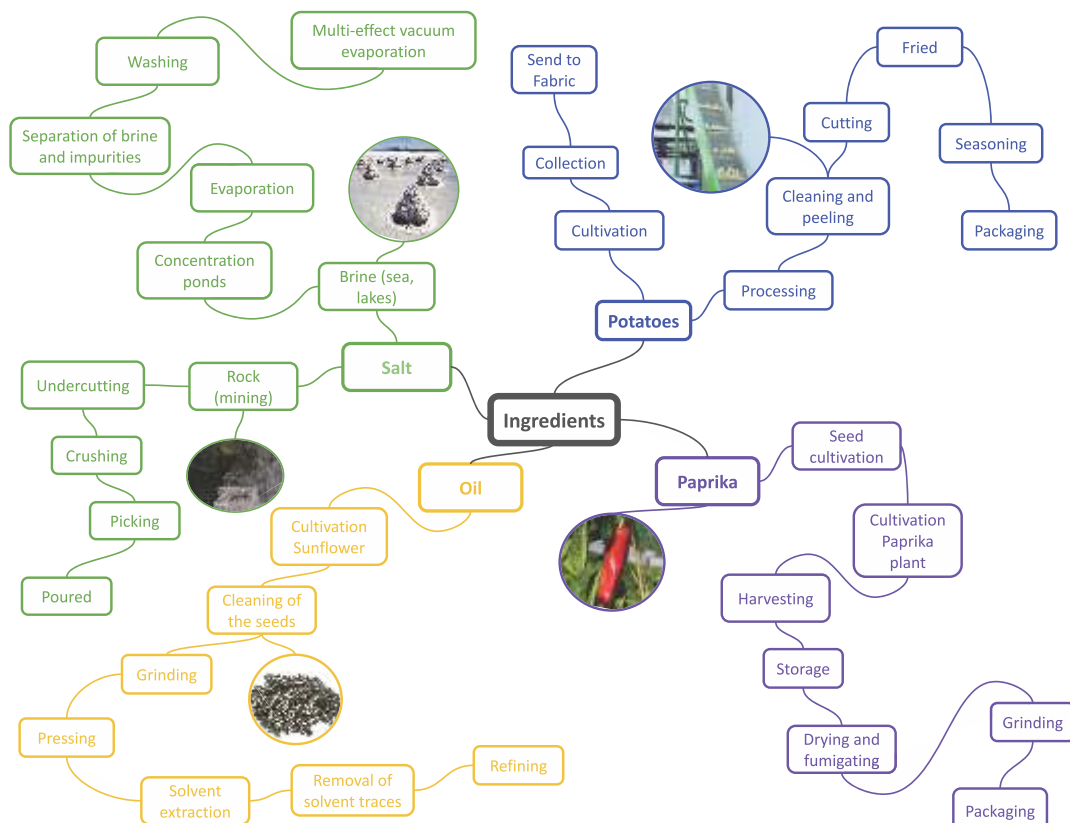 Ingredients
Salt
Brine (sea,
lakes)
Concentration
ponds
Evaporation
Separation of brine
and impurities
Washing
Multi-effect vacuum
evaporation
Rock
(mining)
Undercutting
Crushing
Picking
Poured
Potatoes
Cultivation
Collection
Send to
Fabric
Processing
Cleaning and
peeling
Cutting
Fried
Seasoning
Packaging
Oil
Cultivation
Sunflower
Cleaning of
the seeds
Grinding
Pressing
Solvent
extraction
Removal of
solvent traces
Refining
Paprika
Seed
cultivation
Cultivation
Paprika
plant
Harvesting
Storage
Drying and
fumigating
Grinding
Packaging